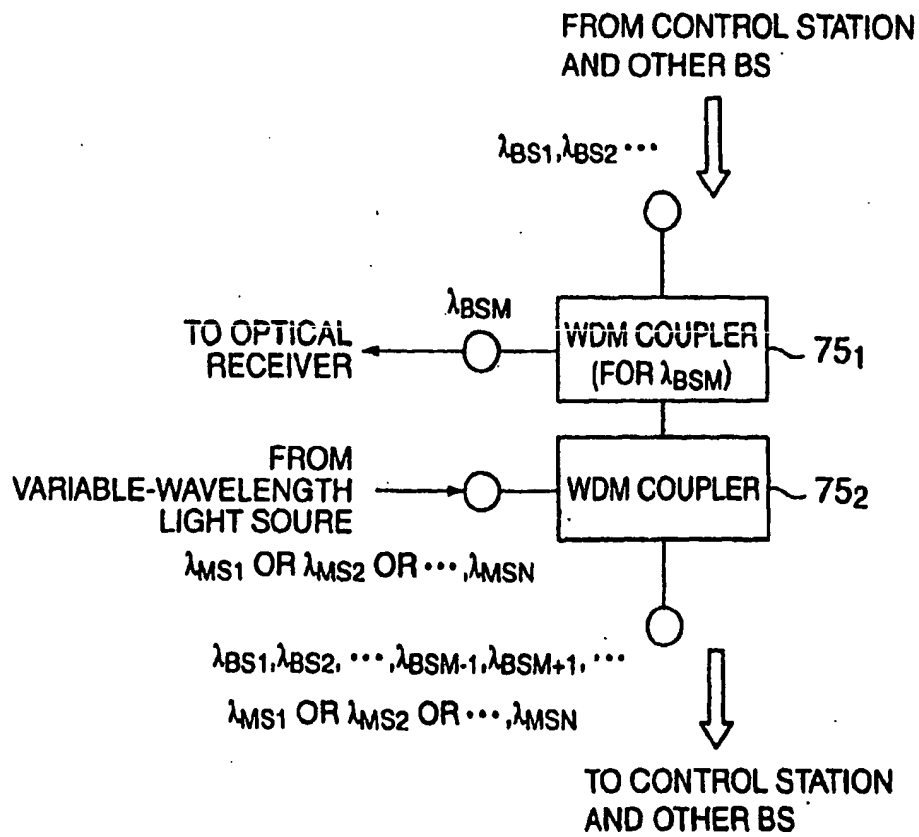 FROM CONTROL STATION
AND OTHER BS
λBS1,λBS2 •••
λBSM
TO OPTICAL
RECEIVER
WDM COUPLER
(FOR λBSM)
75₁
FROM
VARIABLE-WAVELENGTH
LIGHT SOURE
WDM COUPLER
75₂
λMS1 OR λMS2 OR •••,λMSN
λBS1,λBS2, •••,λBSM-1,λBSM+1, •••
λMS1 OR λMS2 OR •••,λMSN
TO CONTROL STATION
AND OTHER BS